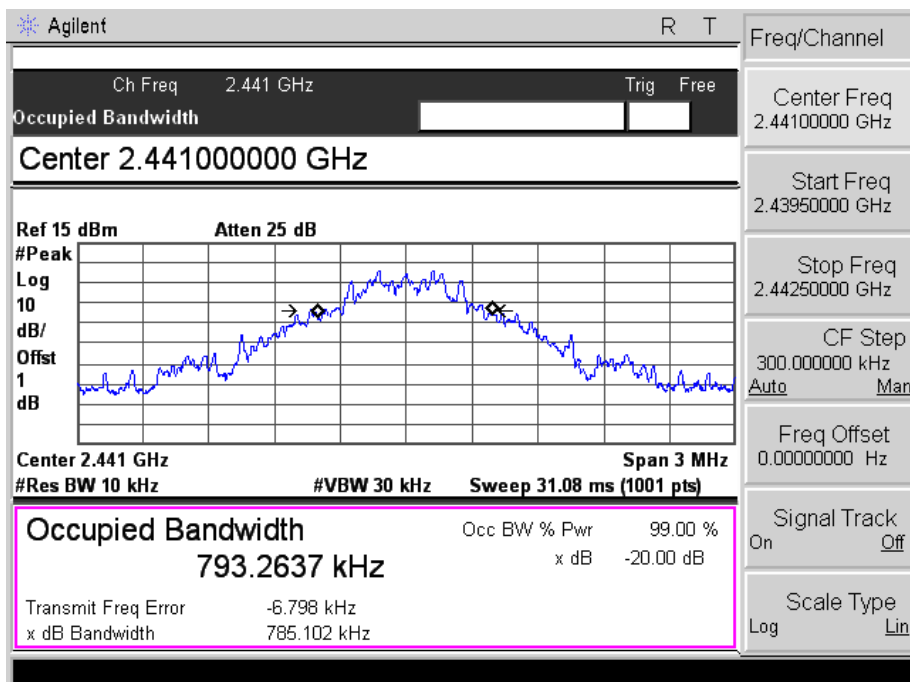 Agilent R T
Ch Freq 2.441 GHz Trig Free
Occupied Bandwidth
Center 2.441000000 GHz
Ref 15 dBm Atten 25 dB
#Peak
Log
10
dB/
Offst
1
dB
Center 2.441 GHz Span 3 MHz
#Res BW 10 kHz #VBW 30 kHz Sweep 31.08 ms (1001 pts)
Occupied Bandwidth Occ BW % Pwr 99.00 %
793.2637 kHz x dB -20.00 dB
Transmit Freq Error -6.798 kHz
x dB Bandwidth 785.102 kHz
Freq/Channel
Center Freq
2.44100000 GHz
Start Freq
2.43950000 GHz
Stop Freq
2.44250000 GHz
CF Step
300.000000 kHz
Auto Man
Freq Offset
0.00000000 Hz
Signal Track
On Off
Scale Type
Log Lin